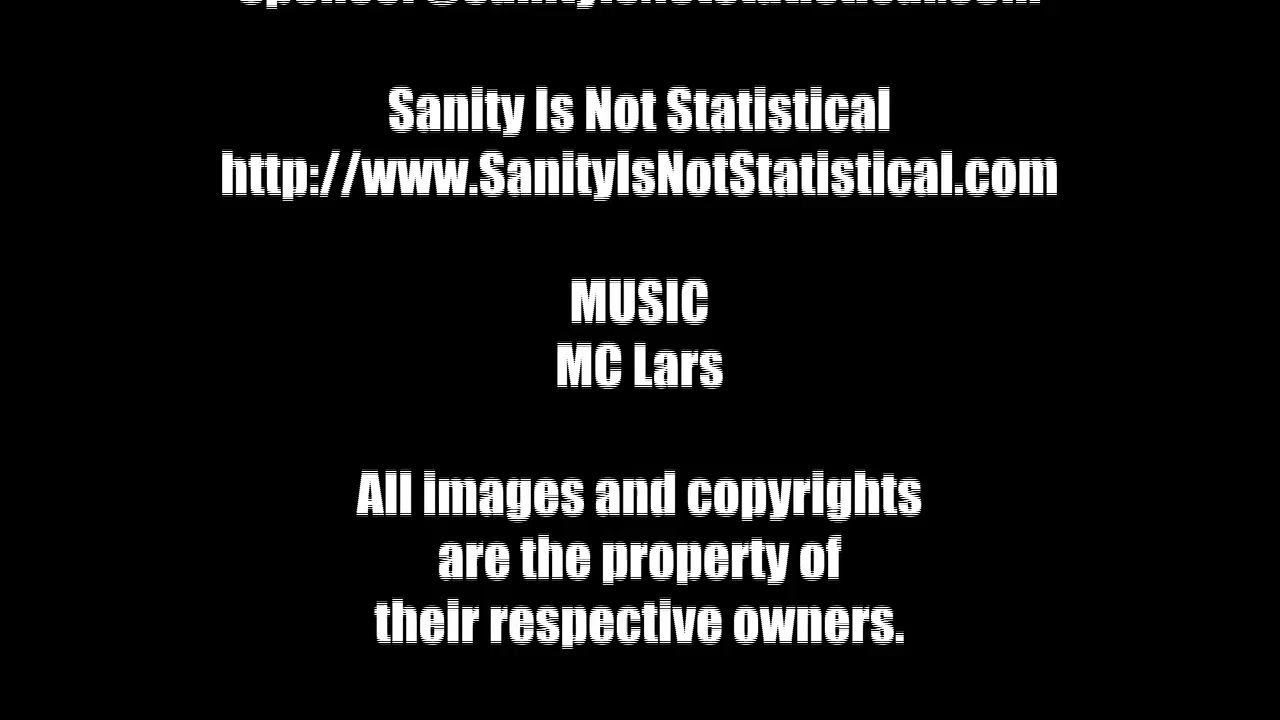 Sanity Is Not Statistical
http://www.SanityIsNotStatistical.com
MUSIC
MC Lars
All images and copyrights
are the property of
their respective owners.